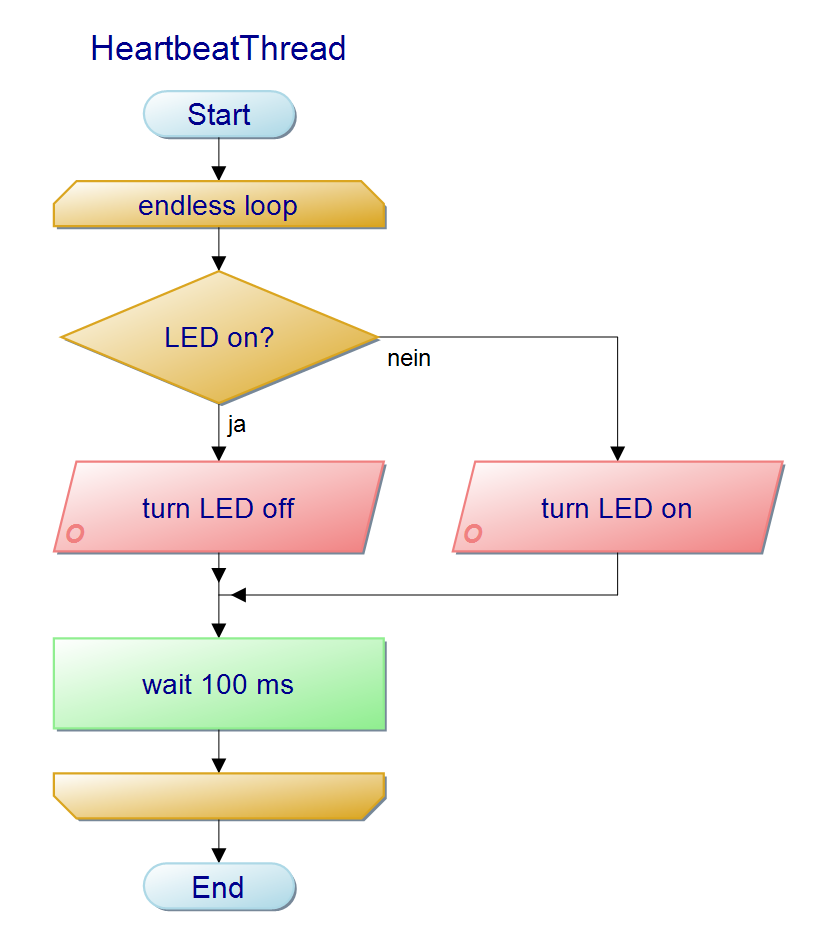 HeartbeatThread
Start
endless loop
LED on?
nein
ja
turn LED off
turn LED on
wait 100 ms
End